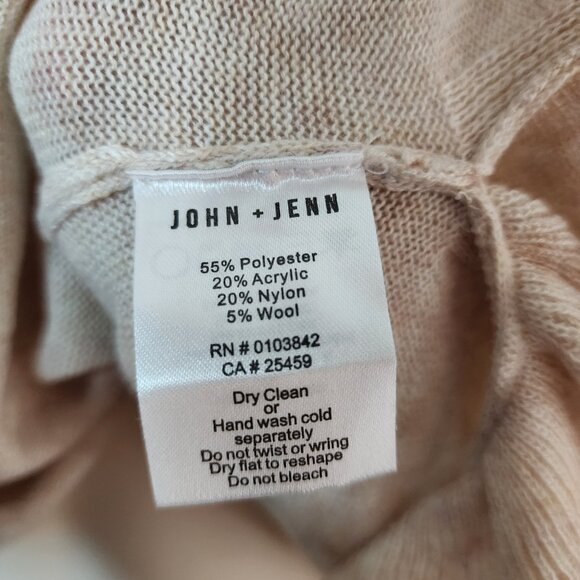 JOHN + JENN
55% Polyester
20% Acrylic
20% Nylon
5% Wool
RN # 0103842
CA # 25459
Dry Clean
or
Hand wash cold
separately
Do not twist or wring
Dry flat to reshape
Do not bleach